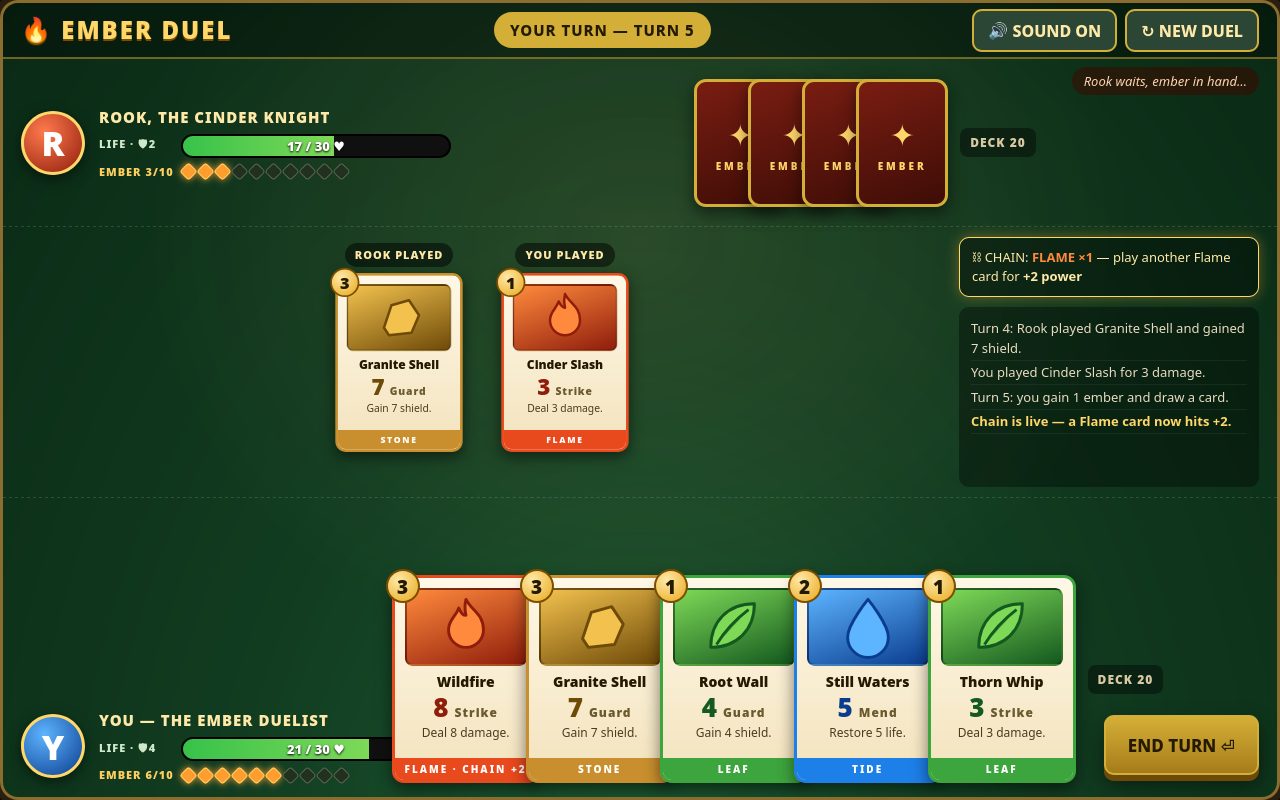 🔥 EMBER DUEL
YOUR TURN — TURN 5
🔊 SOUND ON
↻ NEW DUEL
Rook waits, ember in hand...
R
ROOK, THE CINDER KNIGHT
LIFE · 🛡2
17 / 30 ♥
EMBER 3/10
✦ EMB
✦ EMB
✦ EMB
✦ EMBER
DECK 20
ROOK PLAYED
3
Granite Shell
7 Guard
Gain 7 shield.
STONE
YOU PLAYED
1
Cinder Slash
3 Strike
Deal 3 damage.
FLAME
⛓ CHAIN: FLAME ×1 — play another Flame
card for +2 power
Turn 4: Rook played Granite Shell and gained
7 shield.
You played Cinder Slash for 3 damage.
Turn 5: you gain 1 ember and draw a card.
Chain is live — a Flame card now hits +2.
Y
YOU — THE EMBER DUELIST
LIFE · 🛡4
21 / 30 ♥
EMBER 6/10
3
Wildfire
8 Strike
Deal 8 damage.
FLAME · CHAIN +2
3
Granite Shell
7 Guard
Gain 7 shield.
STONE
1
Root Wall
4 Guard
Gain 4 shield.
LEAF
2
Still Waters
5 Mend
Restore 5 life.
TIDE
1
Thorn Whip
3 Strike
Deal 3 damage.
LEAF
DECK 20
END TURN ⏎